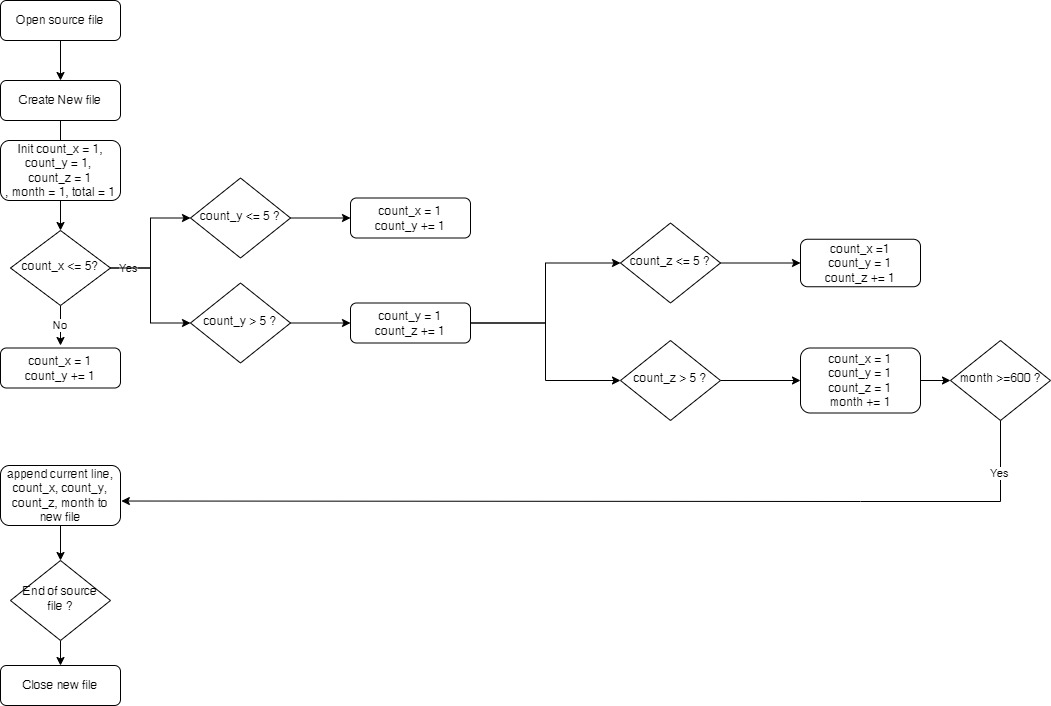 Open source file
Create New file
Init count_x = 1,
count_y = 1,
count_z = 1
, month = 1, total = 1
count_x <= 5?
Yes
No
count_x = 1
count_y += 1
count_y <= 5 ?
count_x = 1
count_y += 1
count_y > 5 ?
count_y = 1
count_z += 1
count_z <= 5 ?
count_x =1
count_y = 1
count_z += 1
count_z > 5 ?
count_x = 1
count_y = 1
count_z = 1
month += 1
month >=600 ?
Yes
append current line,
count_x, count_y,
count_z, month to
new file
End of source
file ?
Close new file